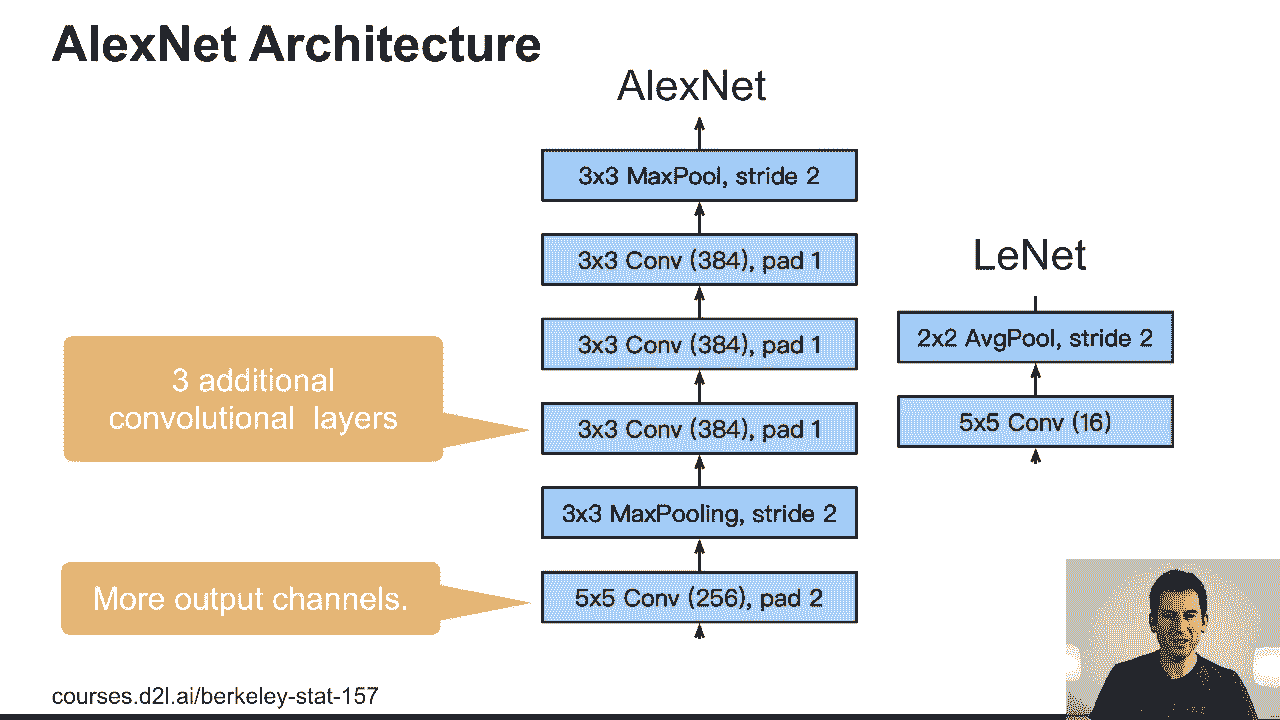 AlexNet Architecture
AlexNet
3x3 MaxPool, stride 2
3x3 Conv (384), pad 1
3x3 Conv (384), pad 1
3x3 Conv (384), pad 1
3x3 MaxPooling, stride 2
5x5 Conv (256), pad 2
LeNet
2x2 AvgPool, stride 2
5x5 Conv (16)
3 additional
convolutional layers
More output channels.
courses.d2l.ai/berkeley-stat-157